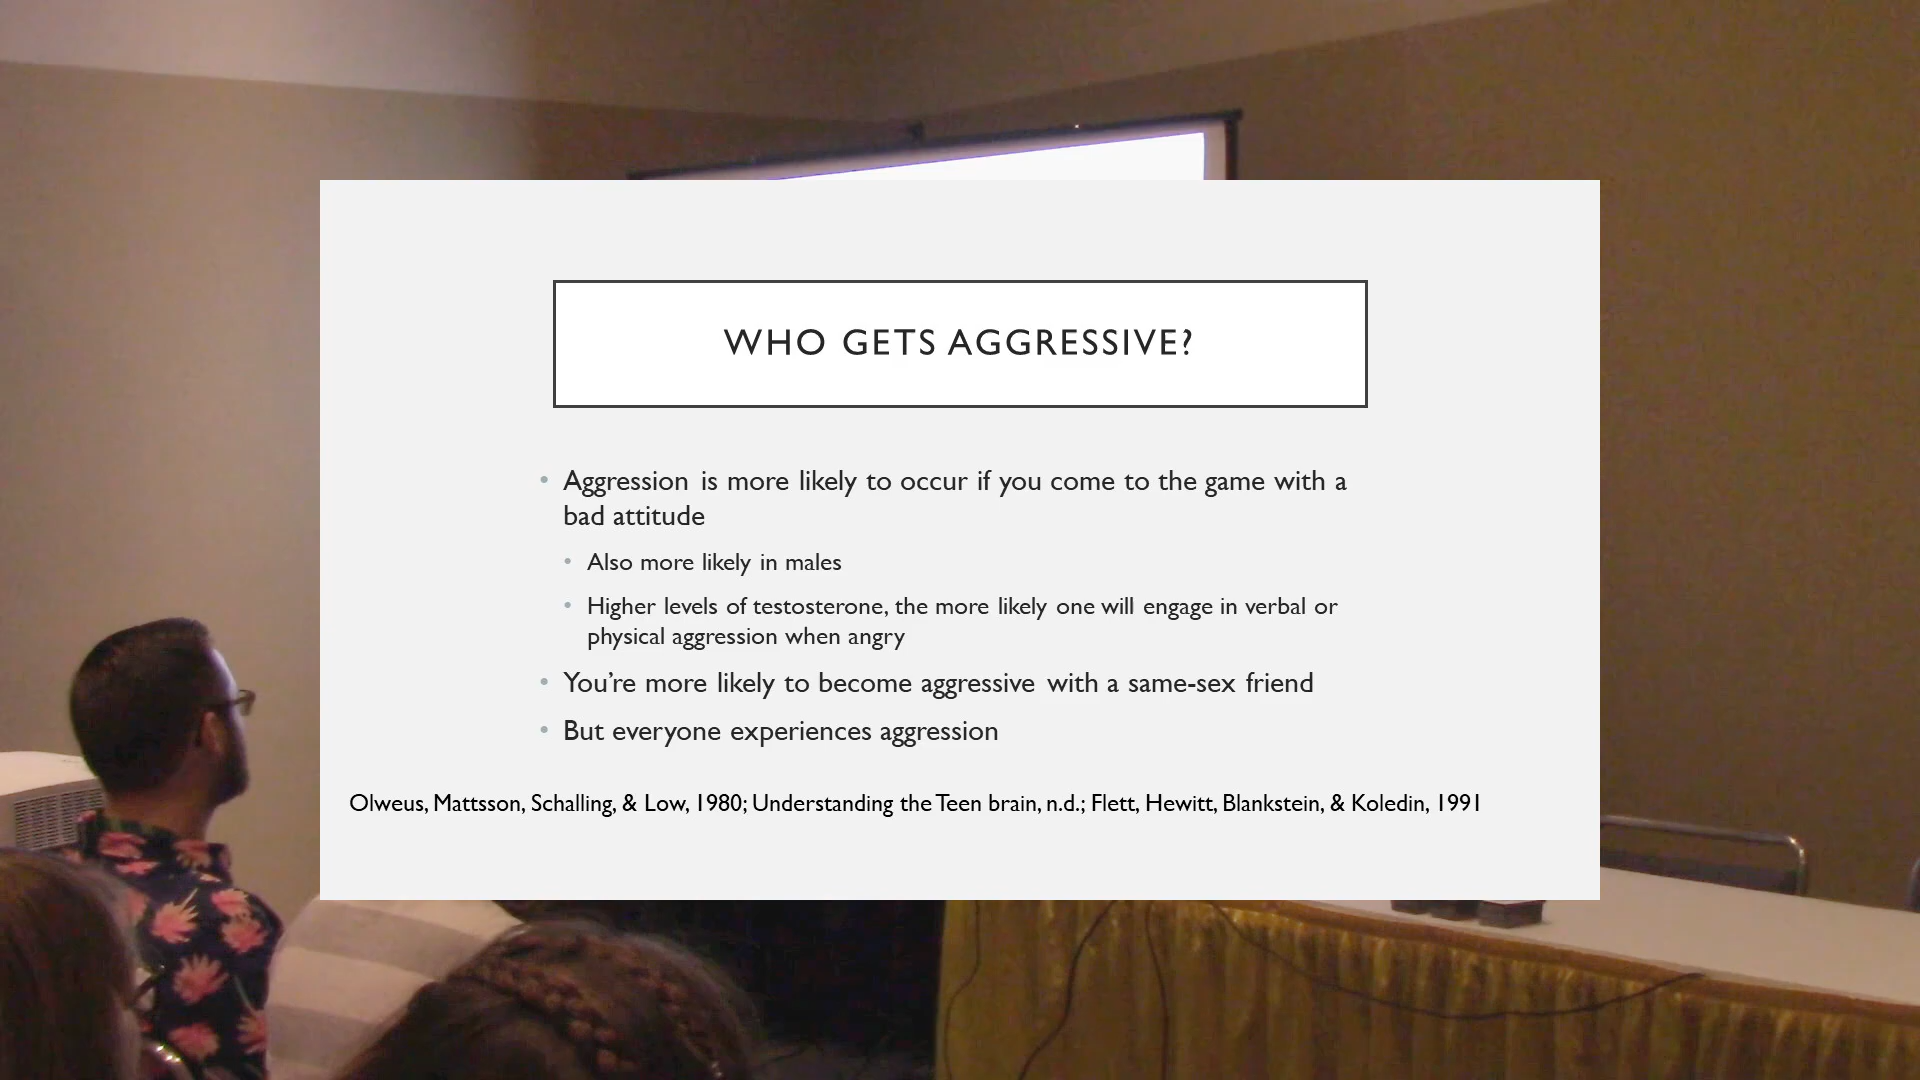 WHO GETS AGGRESSIVE?
• Aggression is more likely to occur if you come to the game with a
bad attitude
• Also more likely in males
• Higher levels of testosterone, the more likely one will engage in verbal or
physical aggression when angry
• You're more likely to become aggressive with a same-sex friend
• But everyone experiences aggression
Olweus, Mattsson, Schalling, & Low, 1980; Understanding the Teen brain, n.d.; Flett, Hewitt, Blankstein, & Koledin, 1991